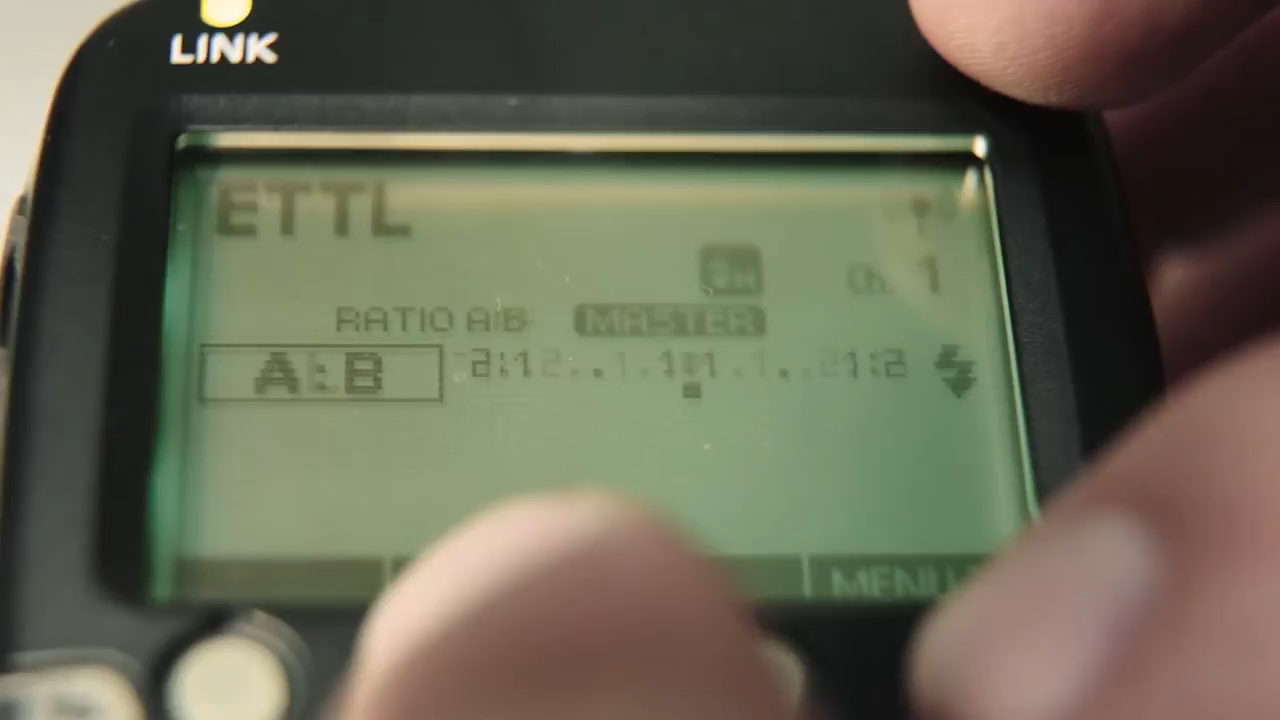 LINK
ETTL
CH. 1
RATIO A:B MASTER
A:B
MENU